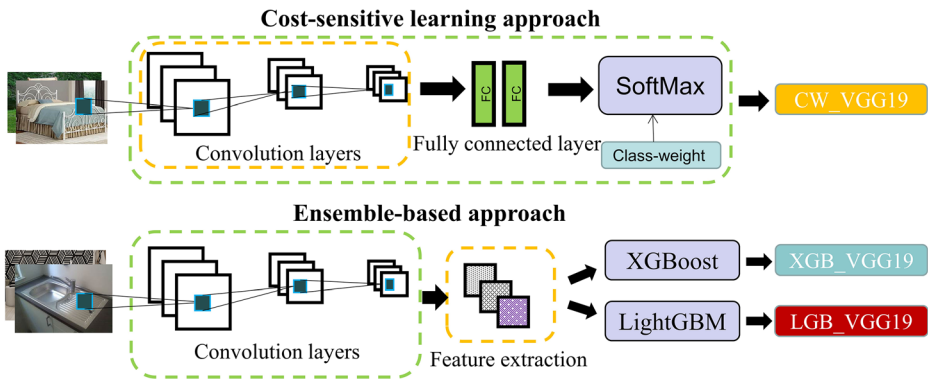 Cost-sensitive learning approach
Convolution layers
FC
FC
Fully connected layer
SoftMax
Class-weight
CW_VGG19
Ensemble-based approach
Convolution layers
Feature extraction
XGBoost
XGB_VGG19
LightGBM
LGB_VGG19